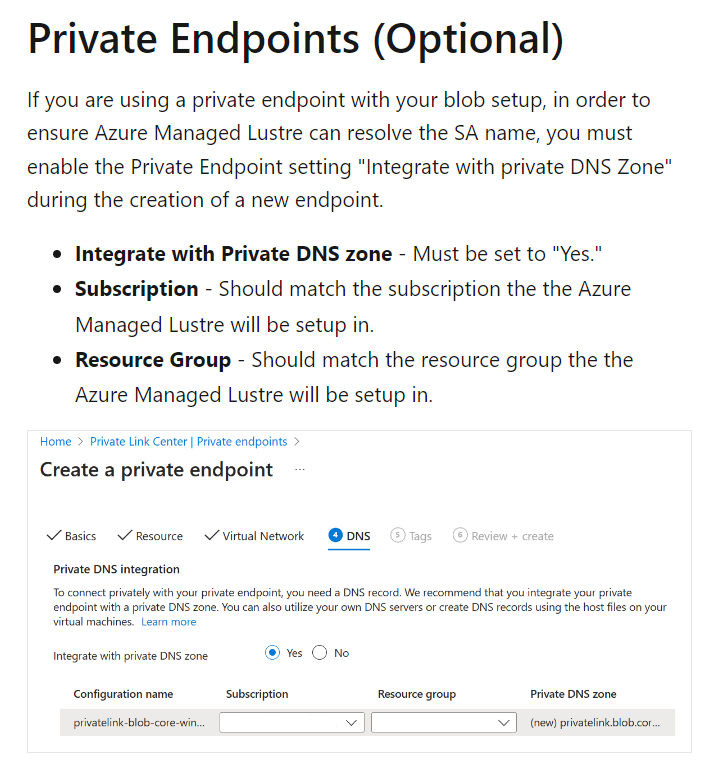 Private Endpoints (Optional)
If you are using a private endpoint with your blob setup, in order to
ensure Azure Managed Lustre can resolve the SA name, you must
enable the Private Endpoint setting "Integrate with private DNS Zone"
during the creation of a new endpoint.
• Integrate with Private DNS zone - Must be set to "Yes."
• Subscription - Should match the subscription the the Azure
Managed Lustre will be setup in.
• Resource Group - Should match the resource group the the
Azure Managed Lustre will be setup in.
Home > Private Link Center | Private endpoints >
Create a private endpoint ...
Basics Resource Virtual Network 4 DNS 5 Tags 6 Review + create
Private DNS integration
To connect privately with your private endpoint, you need a DNS record. We recommend that you integrate your private
endpoint with a private DNS zone. You can also utilize your own DNS servers or create DNS records using the host files on your
virtual machines. Learn more
Integrate with private DNS zone Yes No
Configuration name Subscription Resource group Private DNS zone
privatelink-blob-core-win... (new) privatelink.blob.cor...